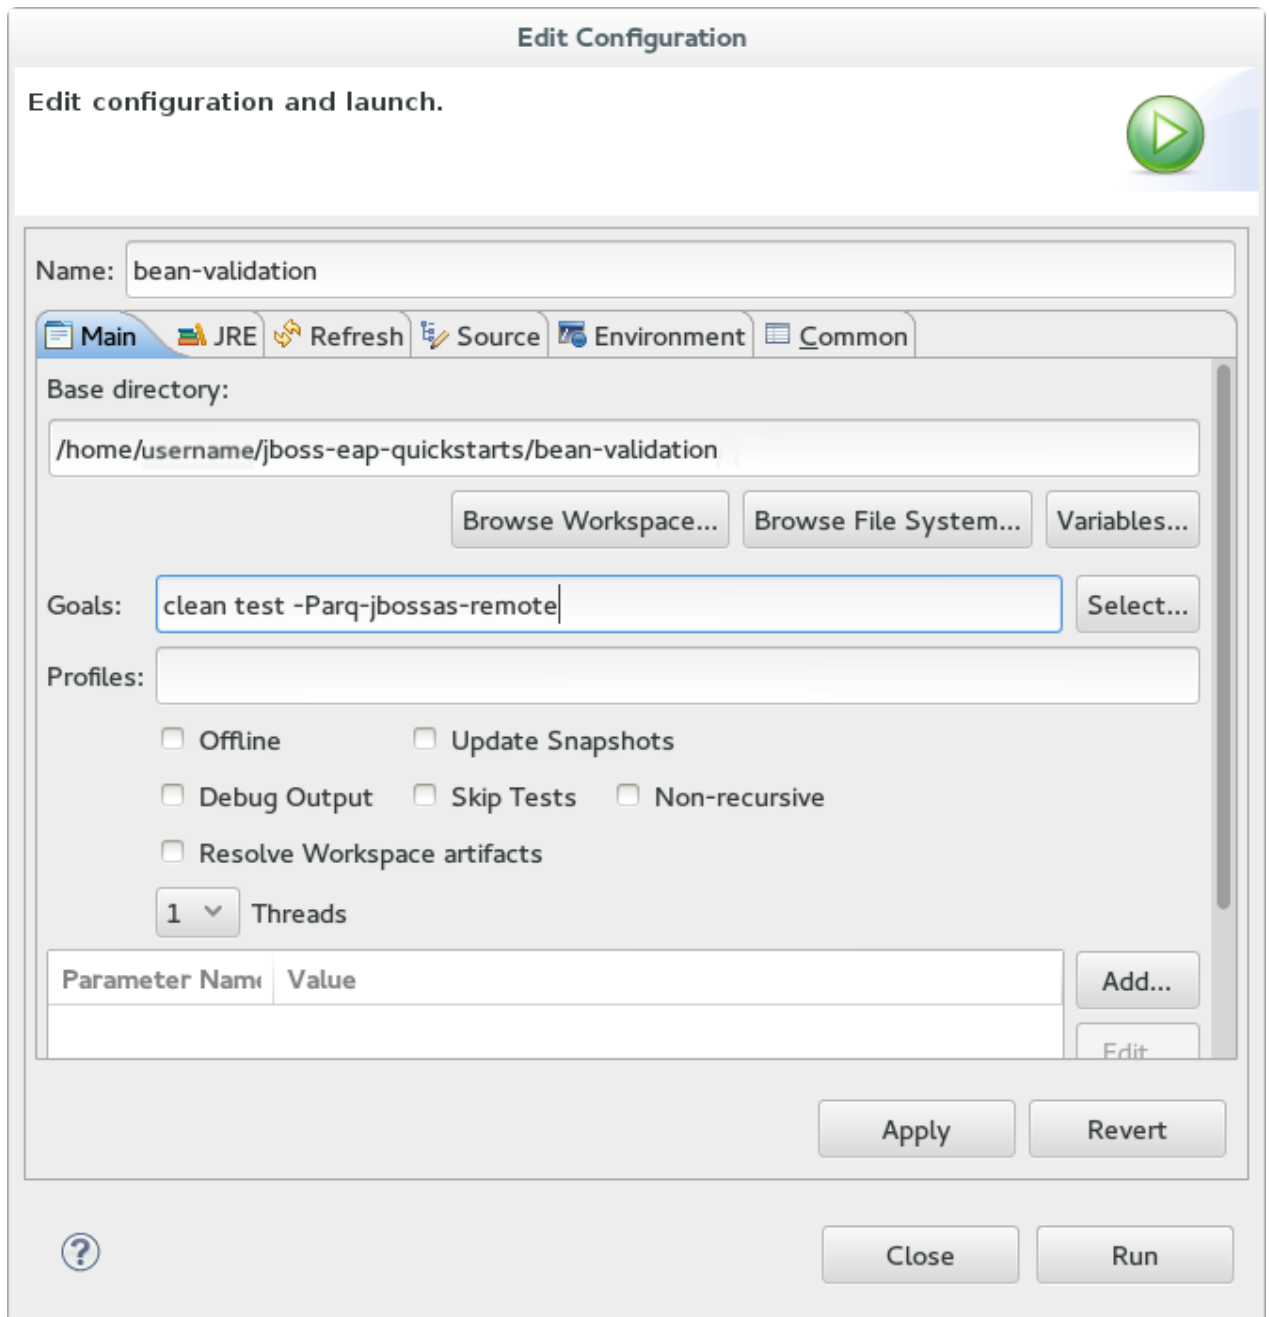 Edit Configuration
Edit configuration and launch.
Name: bean-validation
Main JRE Refresh Source Environment Common
Base directory:
/home/username/jboss-eap-quickstarts/bean-validation
Browse Workspace... Browse File System... Variables...
Goals: clean test -Parq-jbossas-remote Select...
Profiles:
Offline Update Snapshots
Debug Output Skip Tests Non-recursive
Resolve Workspace artifacts
1 Threads
Parameter Name Value Add...
Edit
Apply Revert
? Close Run